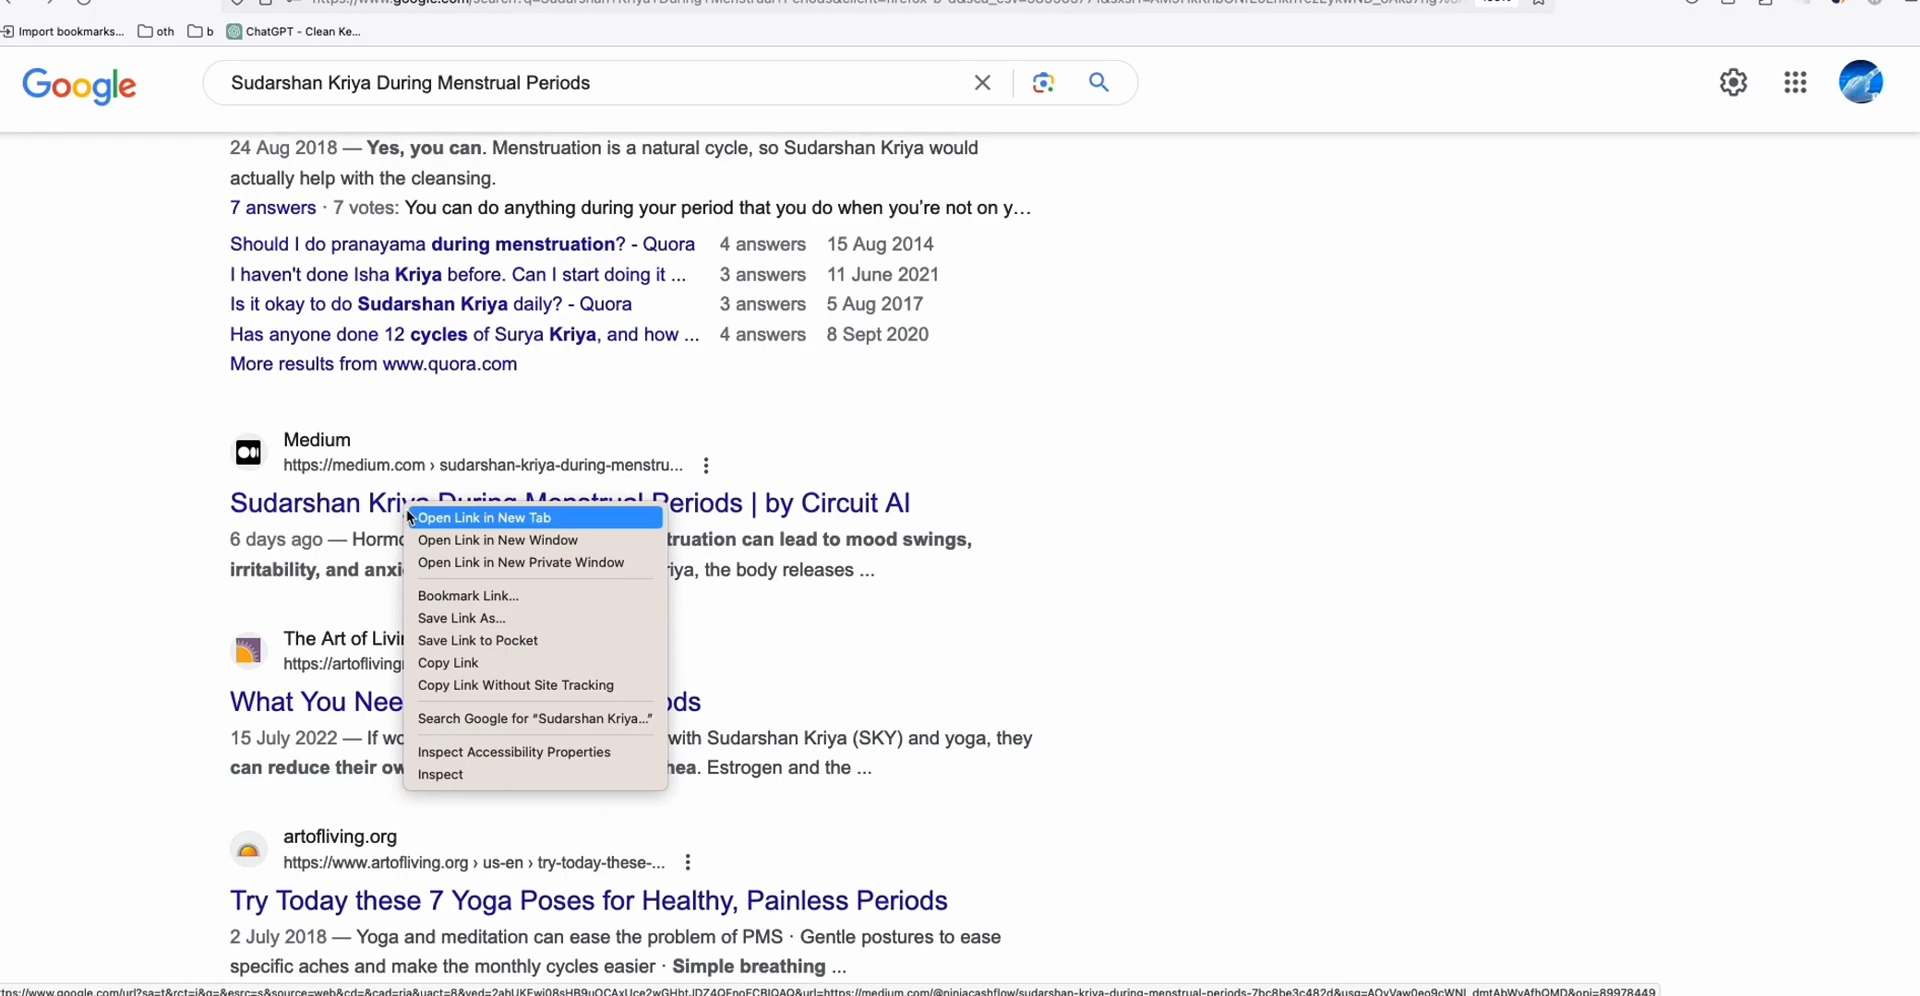 Import bookmarks...
oth
b
ChatGPT - Clean Ke...
Google
Sudarshan Kriya During Menstrual Periods
24 Aug 2018 — Yes, you can. Menstruation is a natural cycle, so Sudarshan Kriya would
actually help with the cleansing.
7 answers · 7 votes: You can do anything during your period that you do when you're not on y...
Should I do pranayama during menstruation? - Quora 4 answers 15 Aug 2014
I haven't done Isha Kriya before. Can I start doing it ... 3 answers 11 June 2021
Is it okay to do Sudarshan Kriya daily? - Quora 3 answers 5 Aug 2017
Has anyone done 12 cycles of Surya Kriya, and how ... 4 answers 8 Sept 2020
More results from www.quora.com
Medium
https://medium.com › sudarshan-kriya-during-menstru...
Sudarshan Kriya During Menstrual Periods | by Circuit AI
6 days ago — Hormo
truation can lead to mood swings,
irritability, and anxi
riya, the body releases ...
Open Link in New Tab
Open Link in New Window
Open Link in New Private Window
Bookmark Link...
Save Link As...
Save Link to Pocket
Copy Link
Copy Link Without Site Tracking
Search Google for “Sudarshan Kriya...”
Inspect Accessibility Properties
Inspect
The Art of Livi
https://artofliving
What You Nee
ods
15 July 2022 — If wo
with Sudarshan Kriya (SKY) and yoga, they
can reduce their ow
hea. Estrogen and the ...
artofliving.org
https://www.artofliving.org › us-en › try-today-these-...
Try Today these 7 Yoga Poses for Healthy, Painless Periods
2 July 2018 — Yoga and meditation can ease the problem of PMS · Gentle postures to ease
specific aches and make the monthly cycles easier · Simple breathing ...